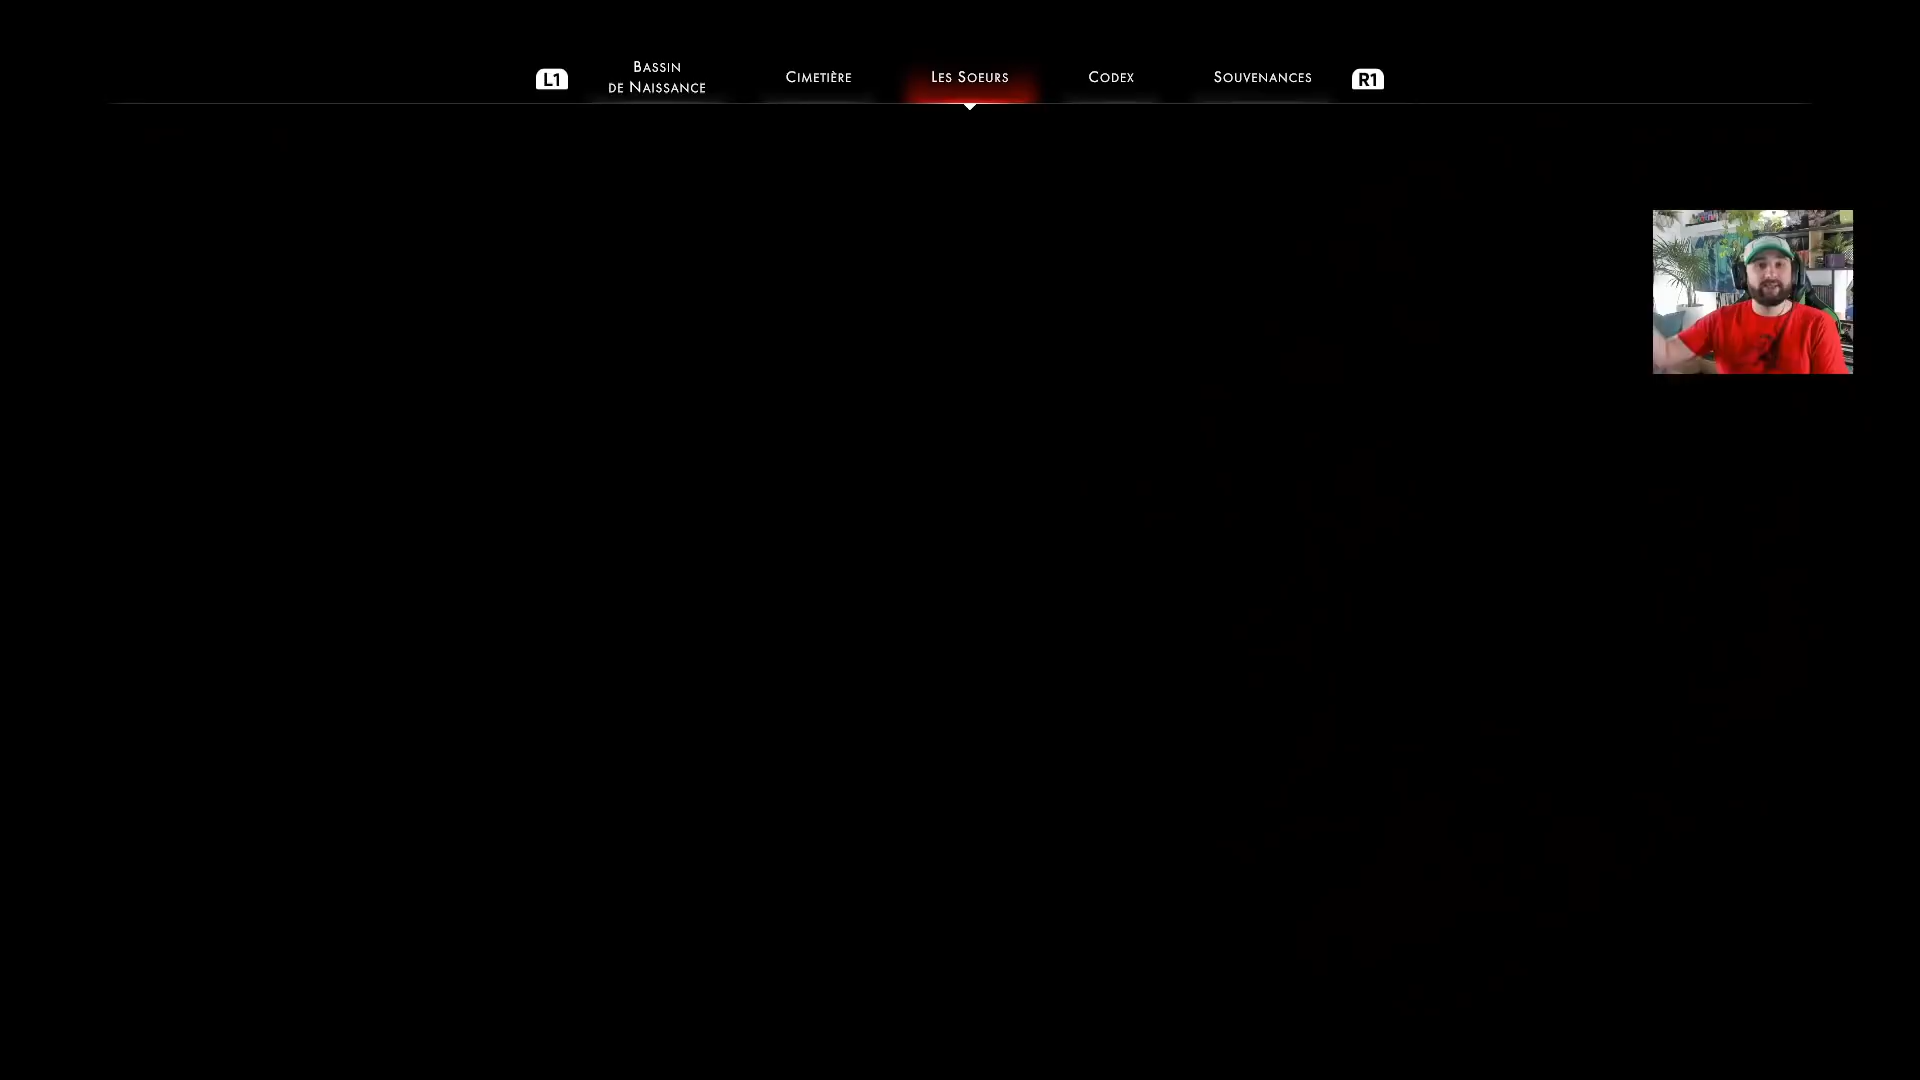 L1
Bassin
de Naissance
Cimetière
Les Soeurs
Codex
Souvenances
R1